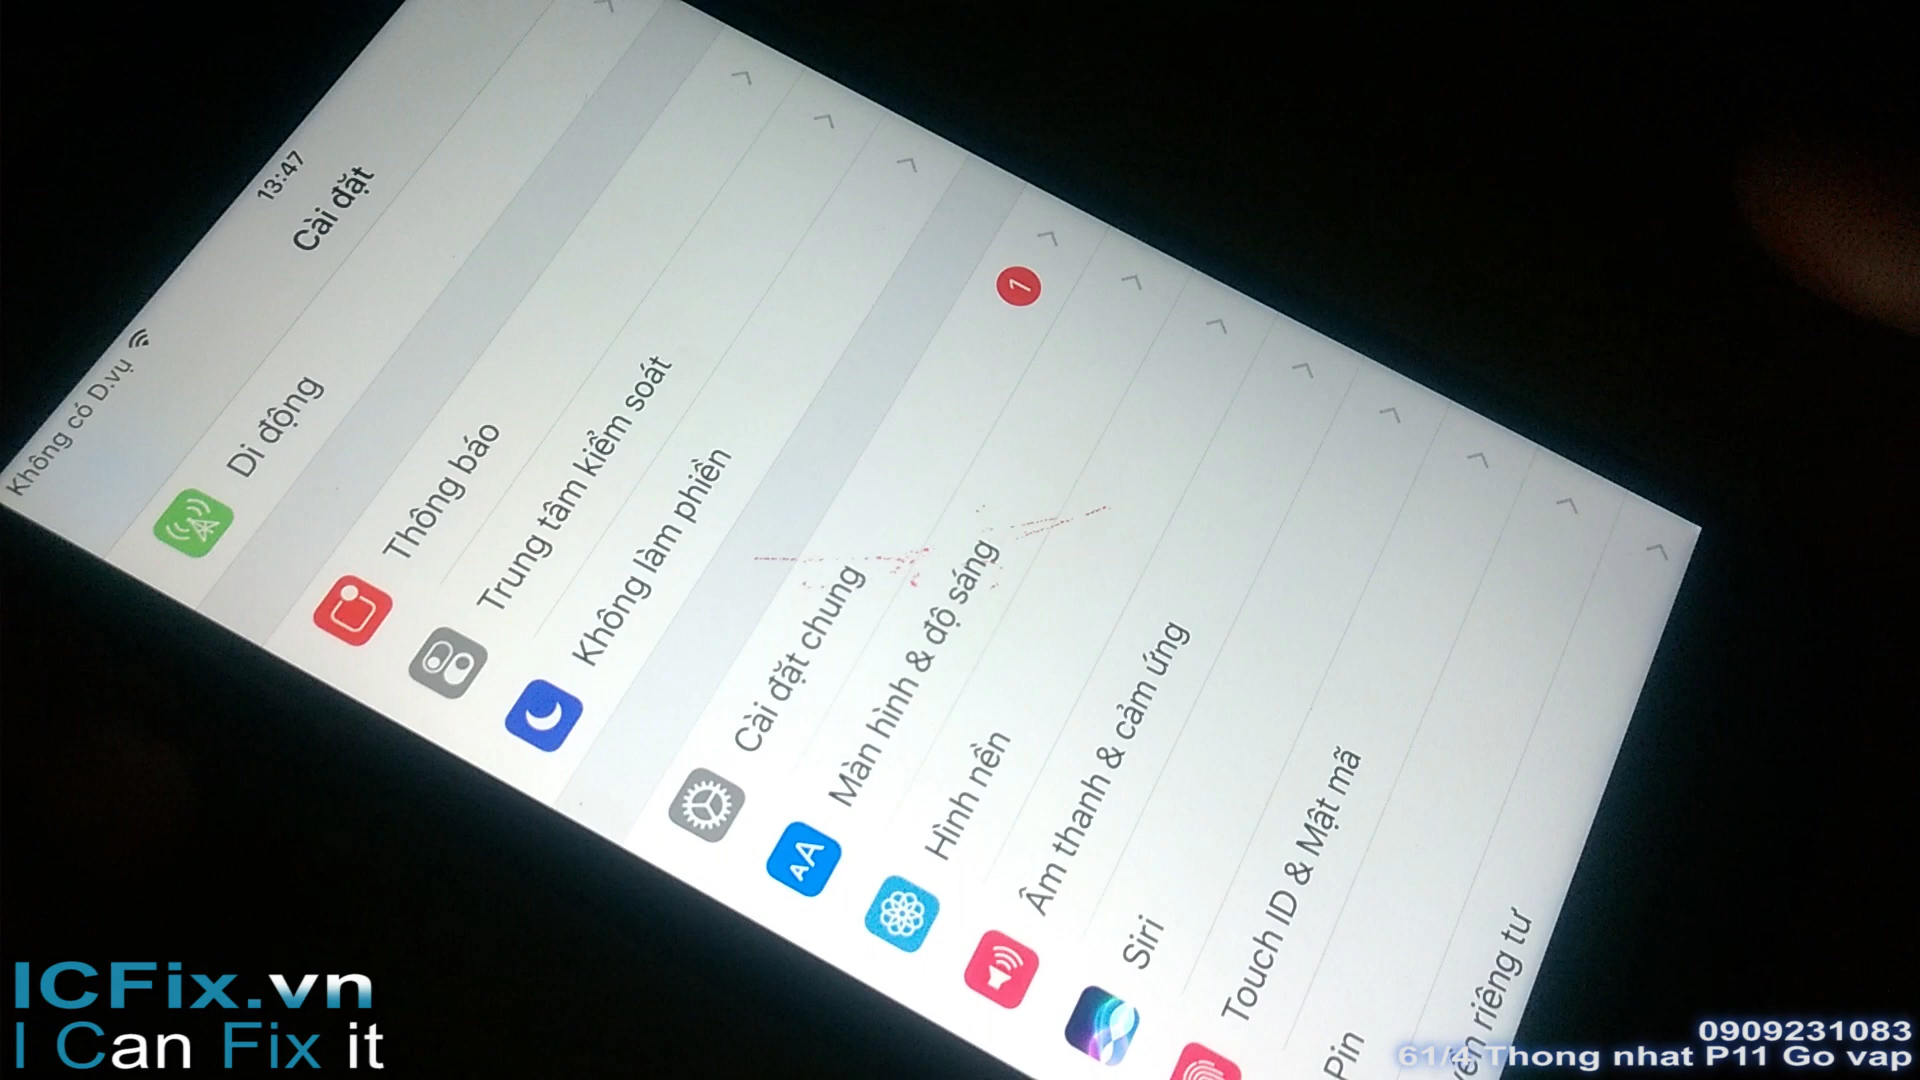 Không có D.vụ
13:47
Cài đặt
Di động
Thông báo
Trung tâm kiểm soát
Không làm phiền
Cài đặt chung
1
Màn hình & độ sáng
AA
Hình nền
Âm thanh & cảm ứng
Siri
Touch ID & Mật mã
Pin
riêng tư
ICFix.vn
I Can Fix it
0909231083
61/4 Thong nhat P11 Go vap